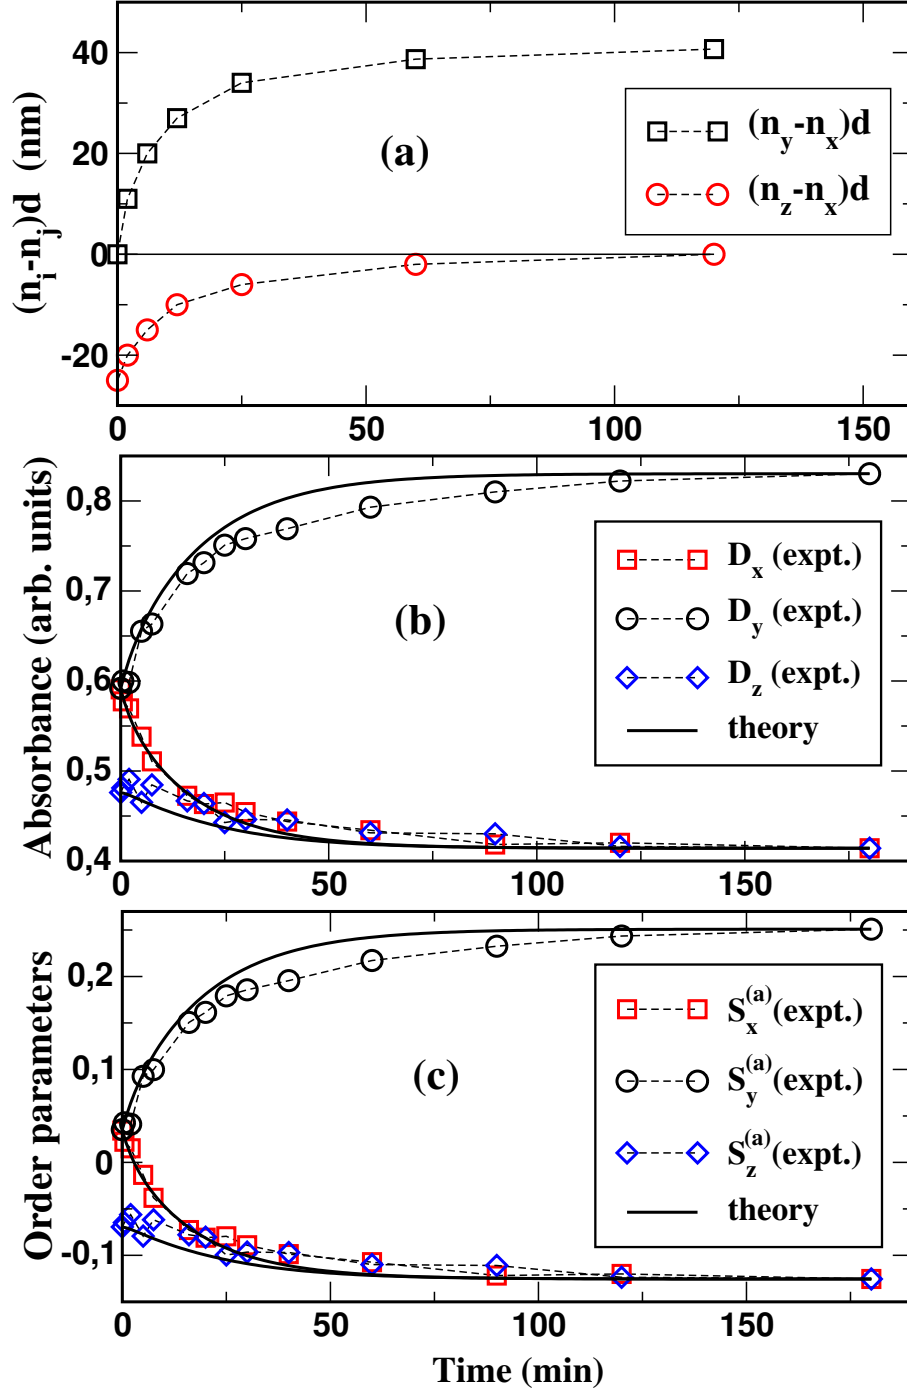 (n_i-n_j)d (nm)
40
20
0
-20
(a)
(n_y-n_x)d
(n_z-n_x)d
0 50 100 150
Absorbance (arb. units)
0,8
0,7
0,6
0,5
0,4
(b)
D_x (expt.)
D_y (expt.)
D_z (expt.)
theory
0 50 100 150
Order parameters
0,2
0,1
0
-0,1
(c)
S_x^(a) (expt.)
S_y^(a) (expt.)
S_z^(a) (expt.)
theory
0 50 100 150
Time (min)